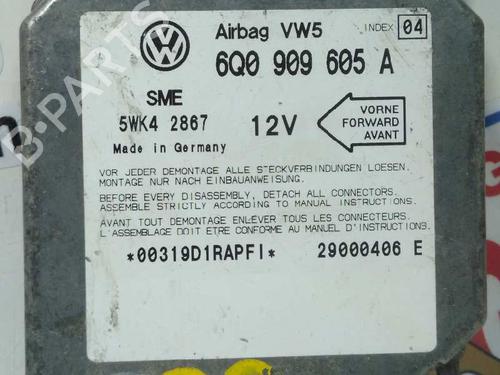 Airbag VW5
INDEX 04
6Q0 909 605 A
SME
5WK4 2867
12V
VORNE
FORWARD
AVANT
Made in Germany
VOR JEDER DEMONTAGE ALLE STECKVERBINDUNGEN LOESEN.
MONTAGE NUR NACH EINBAUANWEISUNG.
BEFORE EVERY DISASSEMBLY, DETACH ALL CONNECTORS.
ASSEMBLE STRICTLY ACCORDING TO MANUAL INSTRUCTIONS.
AVANT TOUT DEMONTAGE ENLEVER TOUS LES CONNECTEURS.
L'ASSEMBLAGE DOIT ETRE CONFORME AU MANUEL D'INSTRUCTIONS.
*00319D1RAPFI*
29000406 E